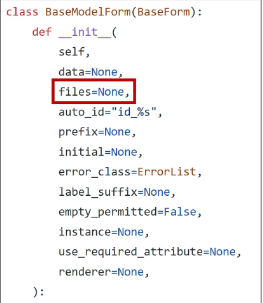 class BaseModelForm(BaseForm):
    def __init__(
        self,
        data=None,
        files=None,
        auto_id="id_%s",
        prefix=None,
        initial=None,
        error_class=ErrorList,
        label_suffix=None,
        empty_permitted=False,
        instance=None,
        use_required_attribute=None,
        renderer=None,
    ):